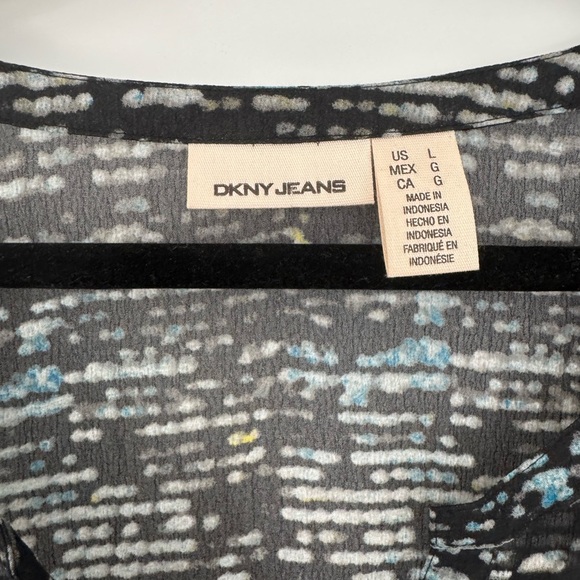 DKNY JEANS
US L
MEX G
CA G
MADE IN
INDONESIA
HECHO EN
INDONESIA
FABRIQUÉ EN
INDONÉSIE